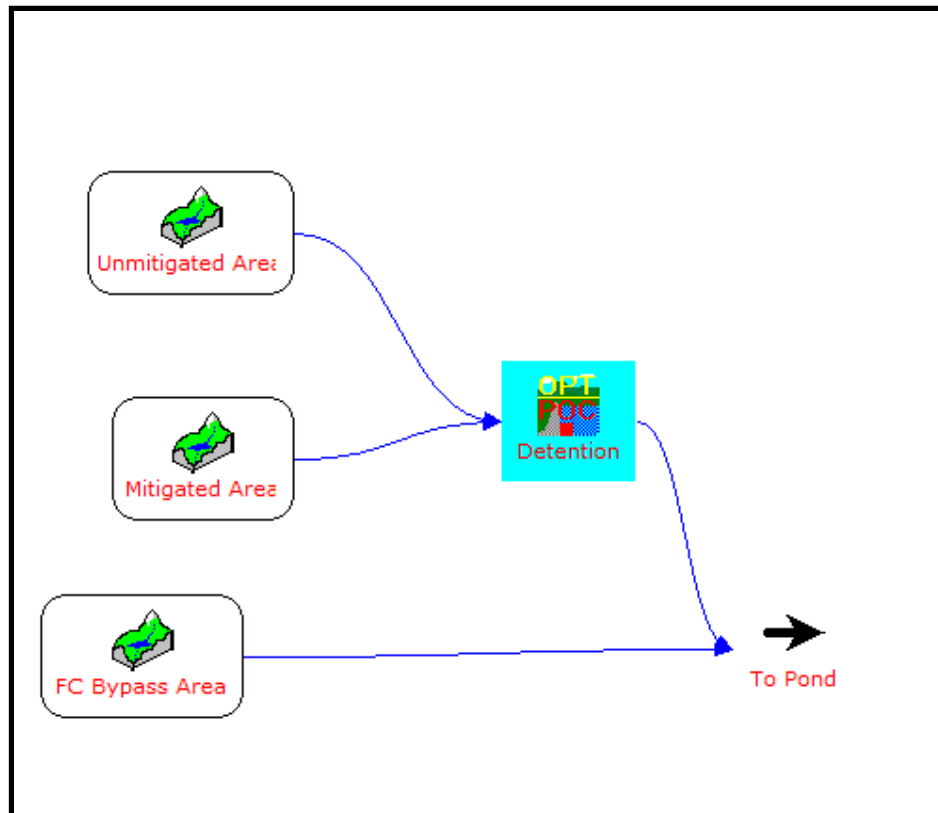 Unmitigated Area
OPT
POC
Detention
Mitigated Area
FC Bypass Area
To Pond